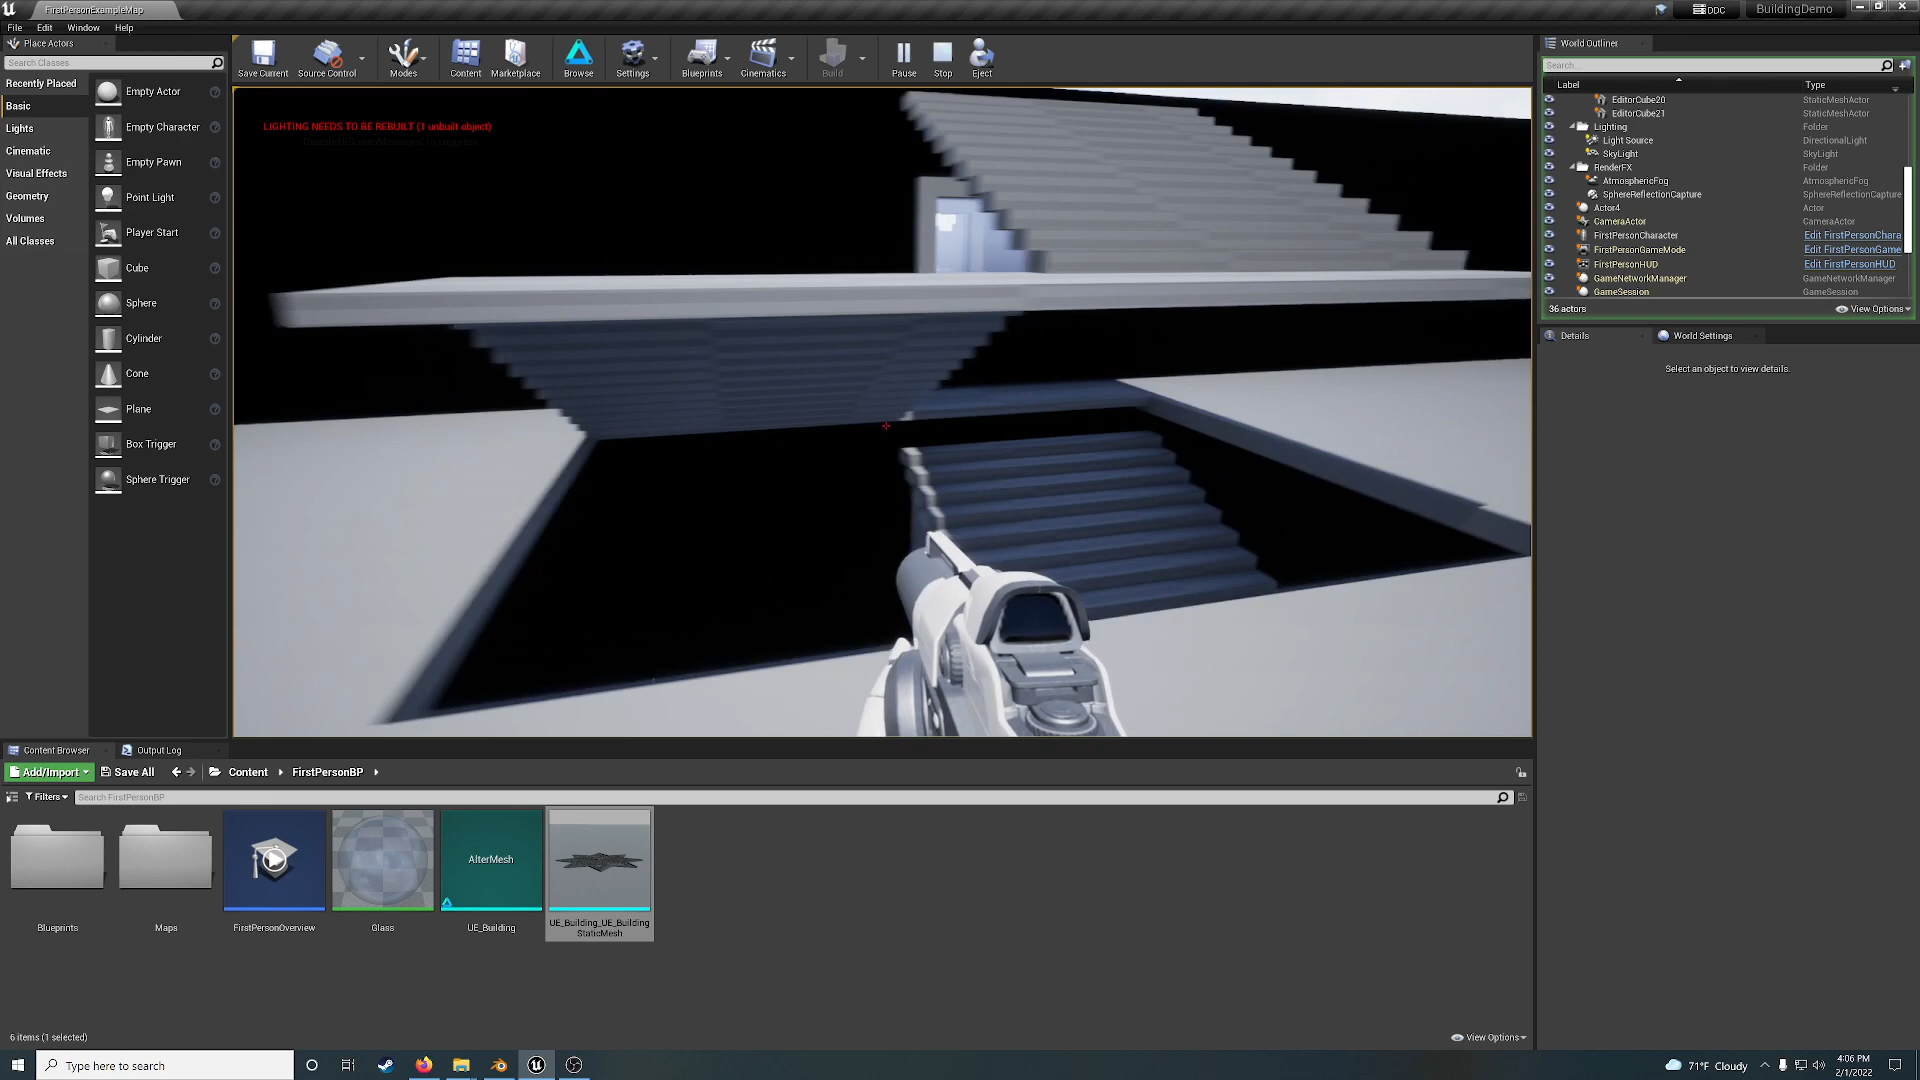 FirstPersonExampleMap
DDC
BuildingDemo
File Edit Window Help
Place Actors
Search Classes
Recently Placed
Basic
Lights
Cinematic
Visual Effects
Geometry
Volumes
All Classes
Empty Actor
Empty Character
Empty Pawn
Point Light
Player Start
Cube
Sphere
Cylinder
Cone
Plane
Box Trigger
Sphere Trigger
Save Current
Source Control
Modes
Content
Marketplace
Browse
Settings
Blueprints
Cinematics
Build
Pause
Stop
Eject
LIGHTING NEEDS TO BE REBUILT (1 unbuilt object)
World Outliner
Search...
Label Type
EditorCube20 StaticMeshActor
EditorCube21 StaticMeshActor
Lighting Folder
Light Source DirectionalLight
SkyLight SkyLight
RenderFX Folder
AtmosphericFog AtmosphericFog
SphereReflectionCapture SphereReflectionCapture
Actor4 Actor
CameraActor CameraActor
FirstPersonCharacter Edit FirstPersonChara
FirstPersonGameMode Edit FirstPersonGame
FirstPersonHUD Edit FirstPersonHUD
GameNetworkManager GameNetworkManager
GameSession GameSession
36 actors View Options
Details World Settings
Select an object to view details.
Content Browser Output Log
Add/Import Save All Content FirstPersonBP
Filters Search FirstPersonBP
AlterMesh
Blueprints
Maps
FirstPersonOverview
Glass
UE_Building
UE_Building_UE_Building
StaticMesh
6 items (1 selected) View Options
Type here to search
71°F Cloudy
4:06 PM
2/1/2022